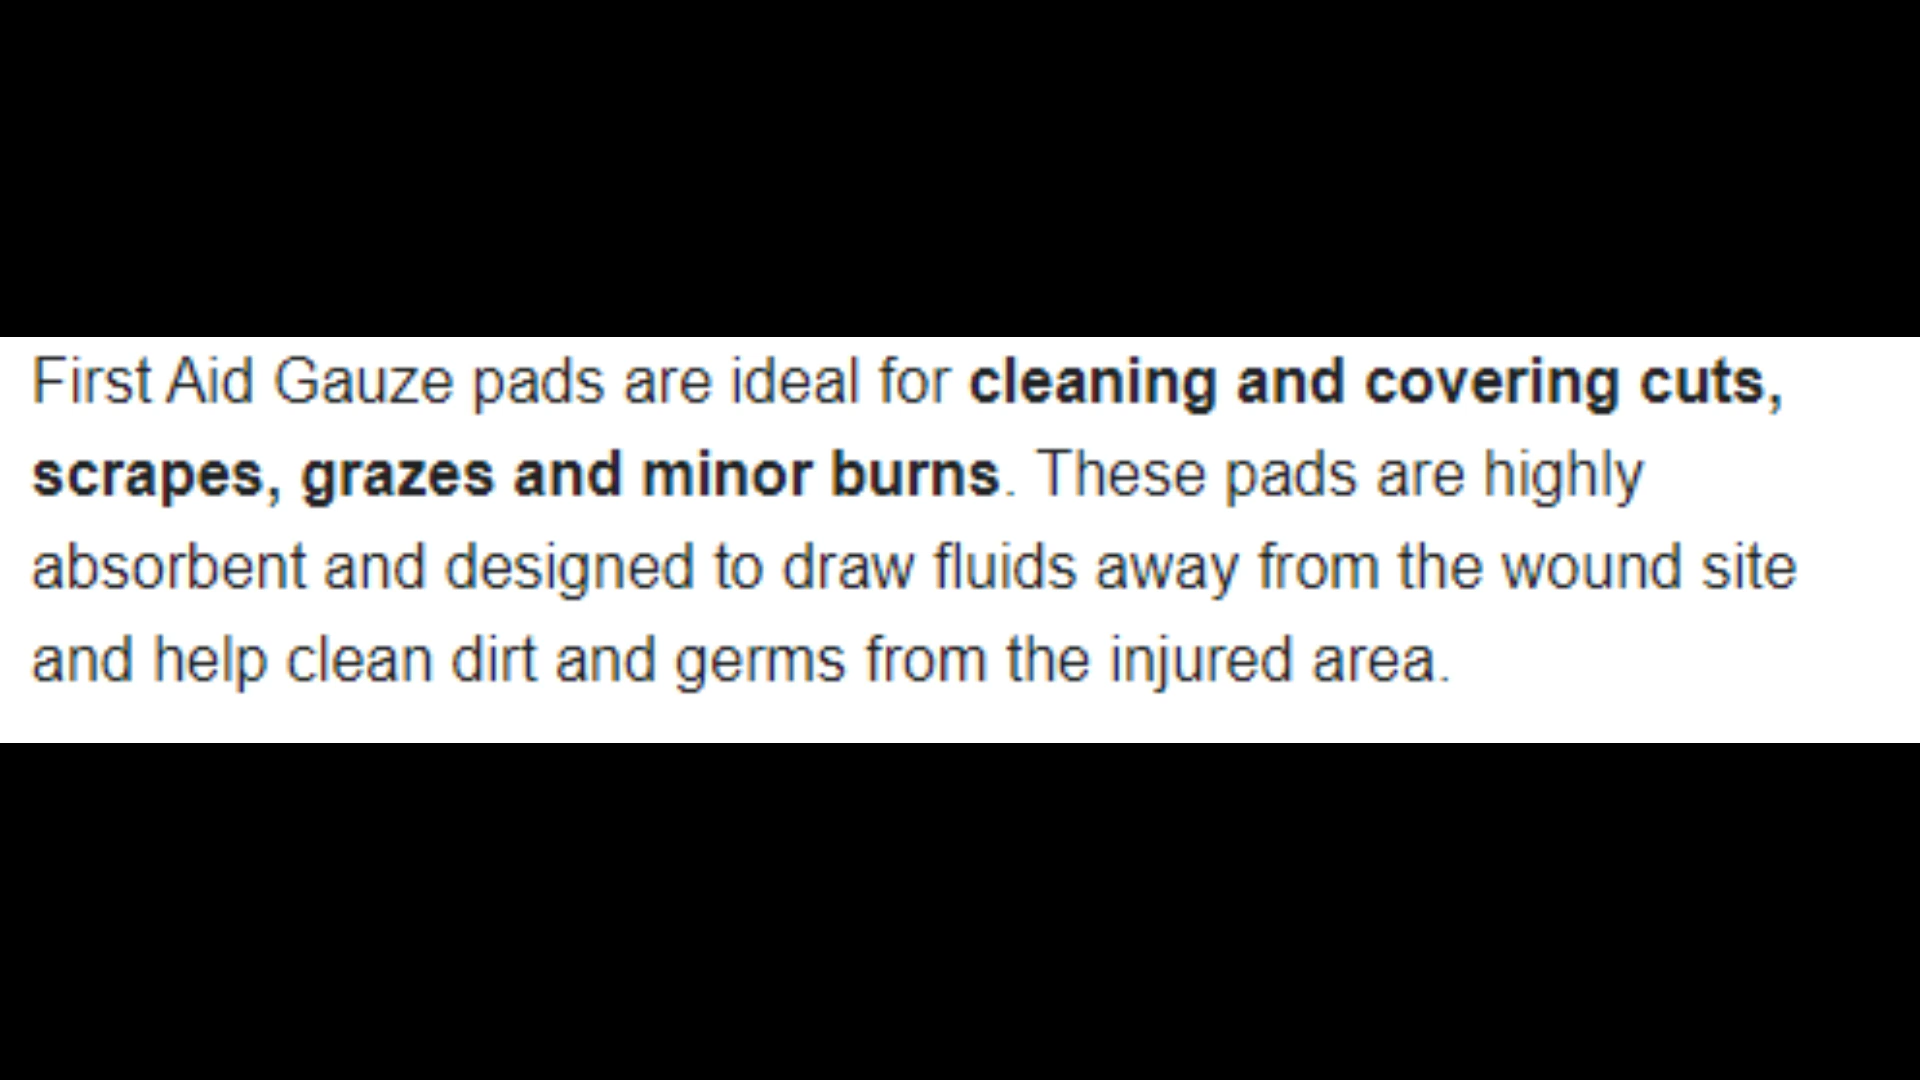 First Aid Gauze pads are ideal for cleaning and covering cuts,
scrapes, grazes and minor burns. These pads are highly
absorbent and designed to draw fluids away from the wound site
and help clean dirt and germs from the injured area.